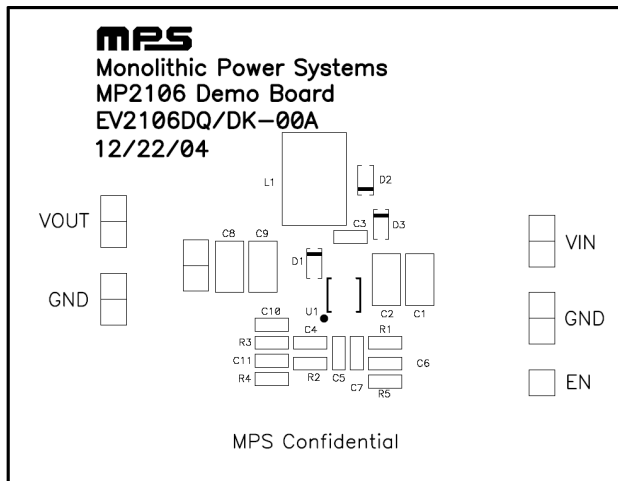 MPS
Monolithic Power Systems
MP2106 Demo Board
EV2106DQ/DK-00A
12/22/04
L1
D2
C3
D3
VOUT
C8
C9
VIN
D1
GND
U1
C2
C1
GND
C10
C4
R1
R3
C11
R2
C5
C6
R4
C7
R5
EN
MPS Confidential